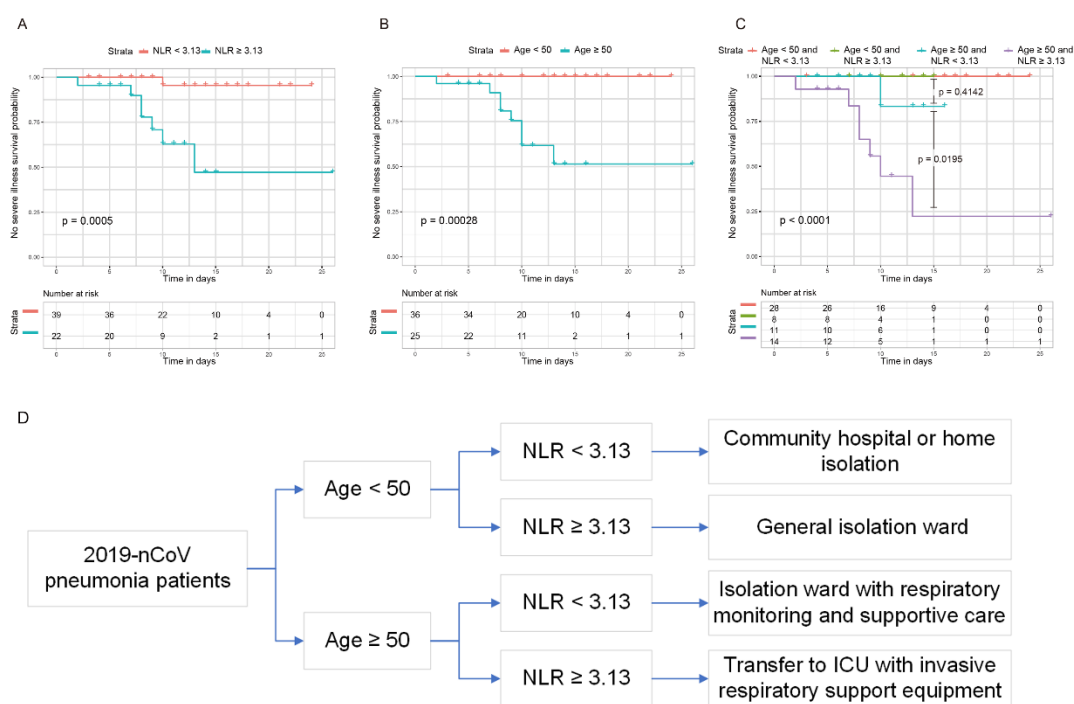 A
Strata NLR < 3.13 NLR ≥ 3.13
No severe illness survival probability
1.00
0.75
0.50
0.25
0.00
p = 0.0005
0 5 10 15 20 25
Time in days
Number at risk
Strata
39 36 22 10 4 0
22 20 9 2 1 1
0 5 10 15 20 25
Time in days
B
Strata Age < 50 Age ≥ 50
No severe illness survival probability
1.00
0.75
0.50
0.25
0.00
p = 0.00028
0 5 10 15 20 25
Time in days
Number at risk
Strata
36 34 20 10 4 0
25 22 11 2 1 1
0 5 10 15 20 25
Time in days
C
Strata Age < 50 and Age < 50 and Age ≥ 50 and Age ≥ 50 and
NLR < 3.13 NLR ≥ 3.13 NLR < 3.13 NLR ≥ 3.13
No severe illness survival probability
1.00
0.75
0.50
0.25
0.00
p = 0.4142
p = 0.0195
p < 0.0001
0 5 10 15 20 25
Time in days
Number at risk
Strata
28 26 16 9 4 0
8 8 4 1 0 0
11 10 6 1 0 0
14 12 5 1 1 1
0 5 10 15 20 25
Time in days
D
2019-nCoV
pneumonia patients
Age < 50
NLR < 3.13
Community hospital or home
isolation
NLR ≥ 3.13
General isolation ward
Age ≥ 50
NLR < 3.13
Isolation ward with respiratory
monitoring and supportive care
NLR ≥ 3.13
Transfer to ICU with invasive
respiratory support equipment